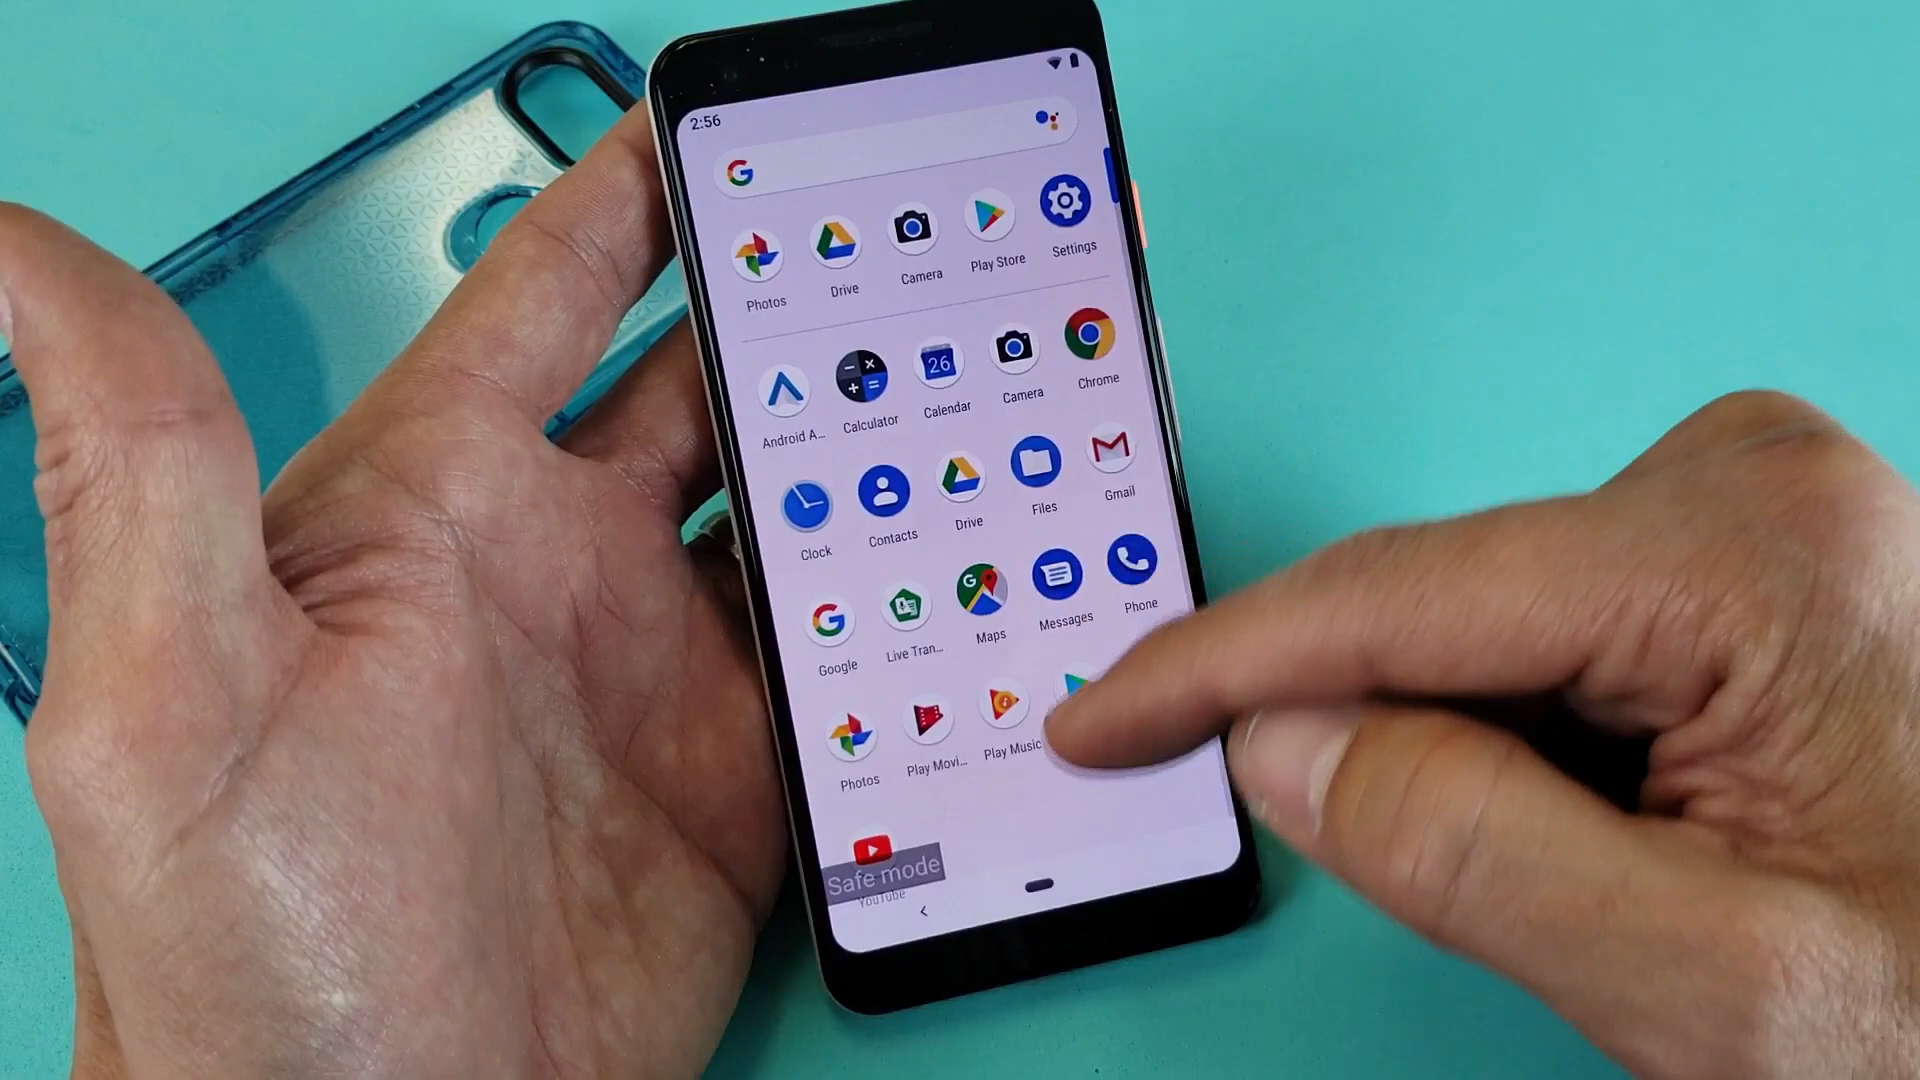 2:56
G
Photos Drive Camera Play Store Settings
Android A... Calculator Calendar Camera Chrome
26
Clock Contacts Drive Files Gmail
Google Live Tran... Maps Messages Phone
Photos Play Movi... Play Music
Safe mode
YouTube